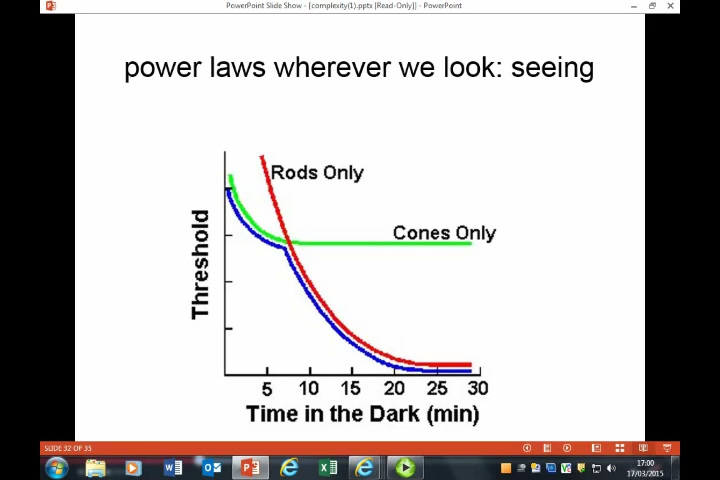 PowerPoint Slide Show - [complexity(1).pptx [Read-Only]] - PowerPoint
power laws wherever we look: seeing
Rods Only
Cones Only
Threshold
5 10 15 20 25 30
Time in the Dark (min)
SLIDE 32 OF 35
17:00
17/03/2015